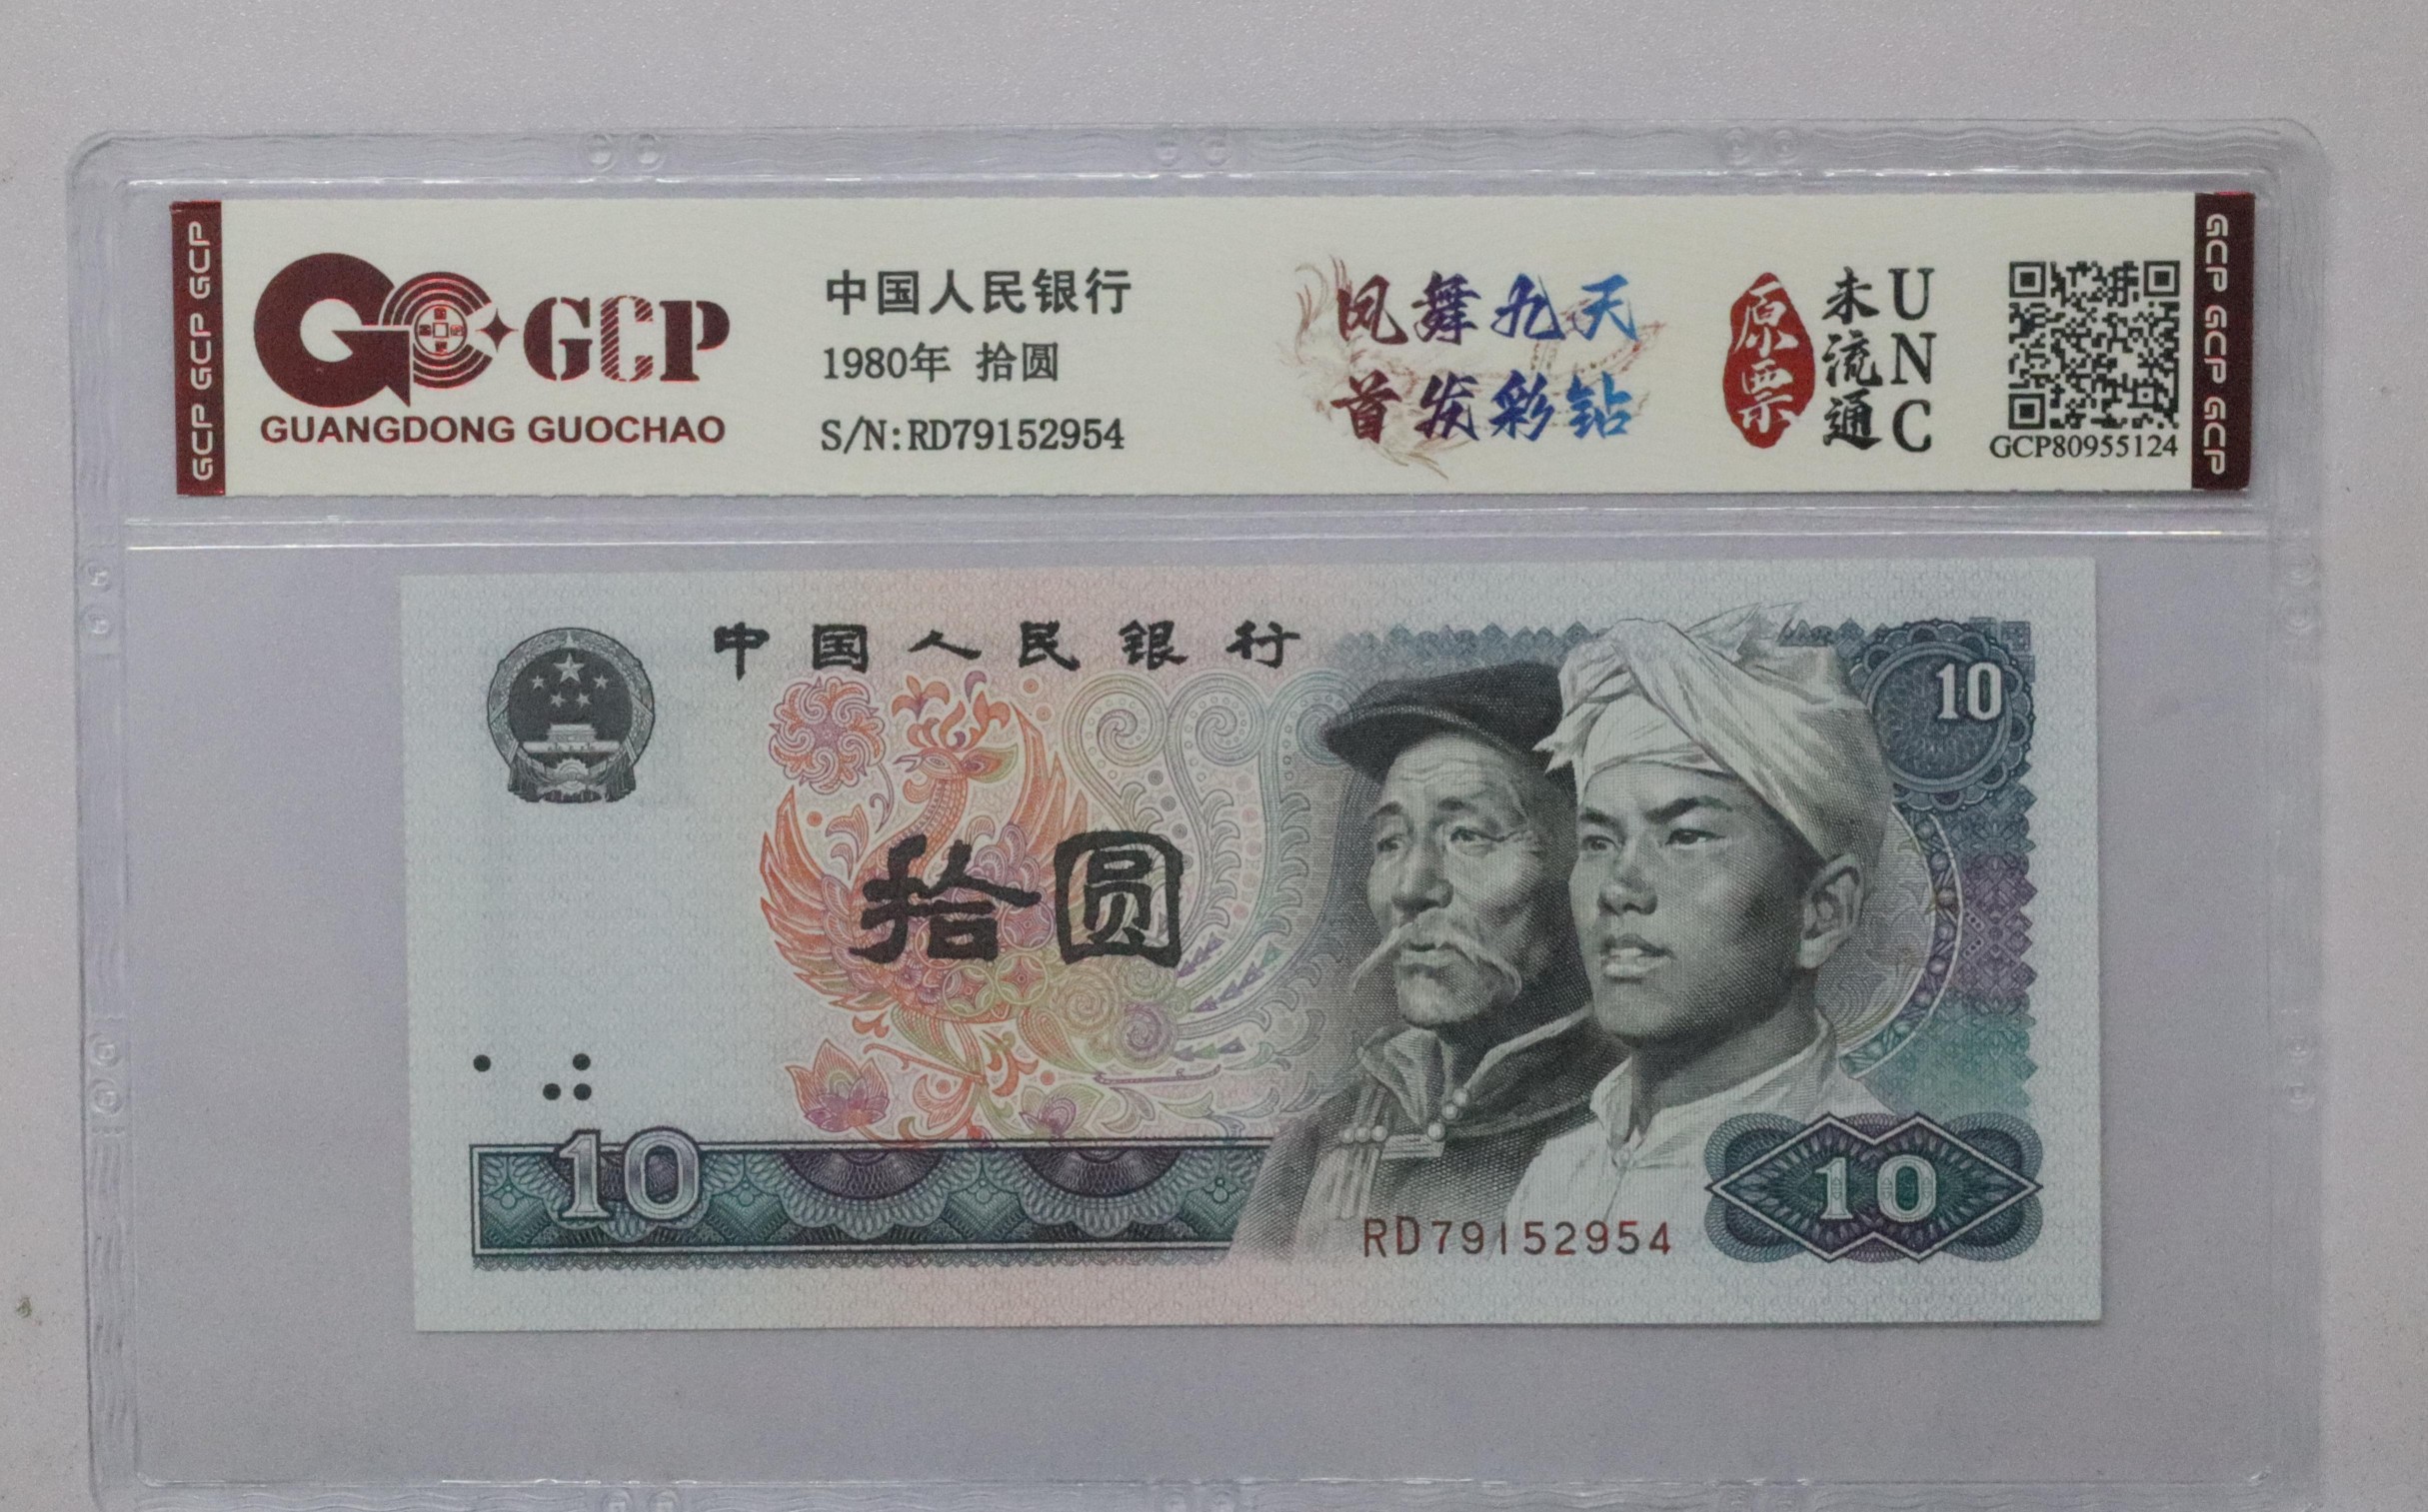 GCP GCP GCP
GCP
GUANGDONG GUOCHAO
中国人民银行
1980年 拾圆
S/N:RD79152954
凤舞九天
首发彩钻
原票
未流通
UNC
GCP80955124
GCP GCP GCP
中国人民银行
10
拾圆
10
RD79152954
10